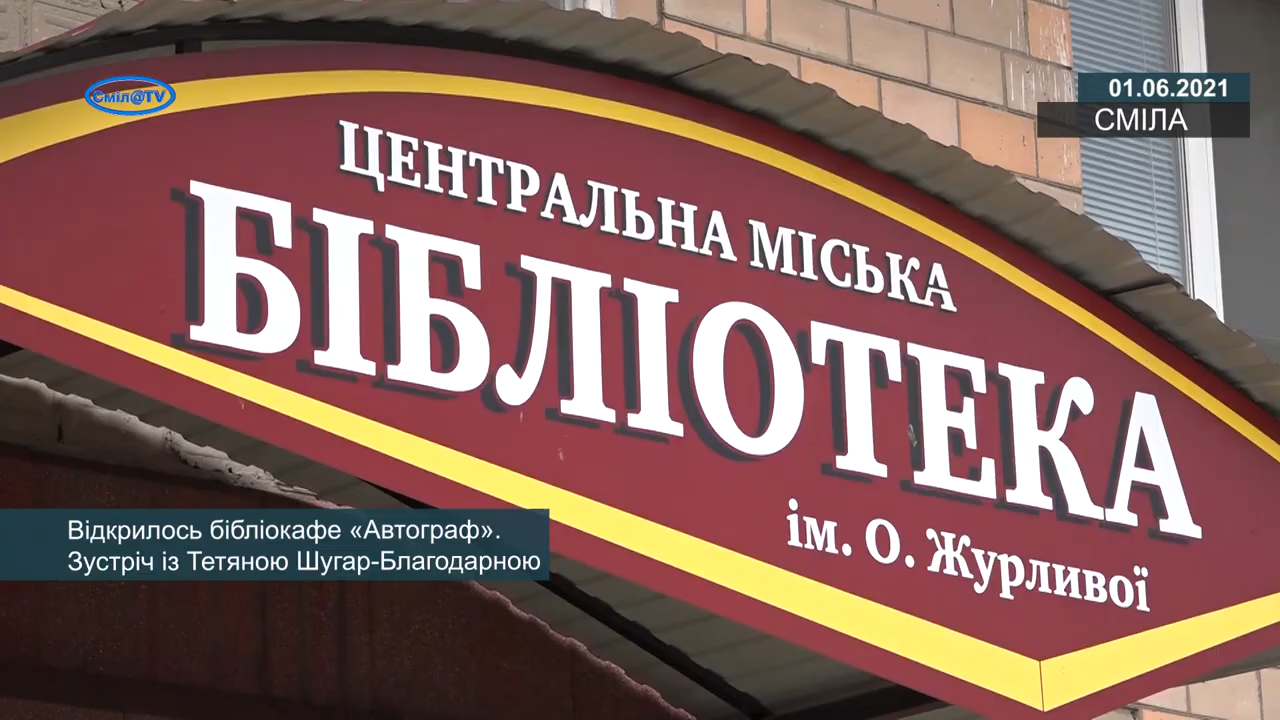 Сміл@TV
01.06.2021
СМІЛА
ЦЕНТРАЛЬНА МІСЬКА
БІБЛІОТЕКА
ім. О. Журливої
Відкрилось бібліокафе «Автограф».
Зустріч із Тетяною Шугар-Благодарною